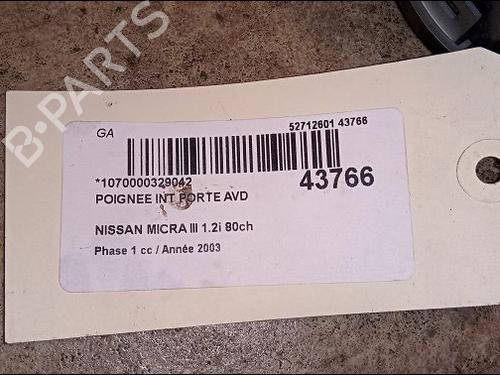 B-PARTS
GA
52712601 43766
*1070000329042
43766
POIGNEE INT PORTE AVD
NISSAN MICRA III 1.2i 80ch
Phase 1 cc / Année 2003